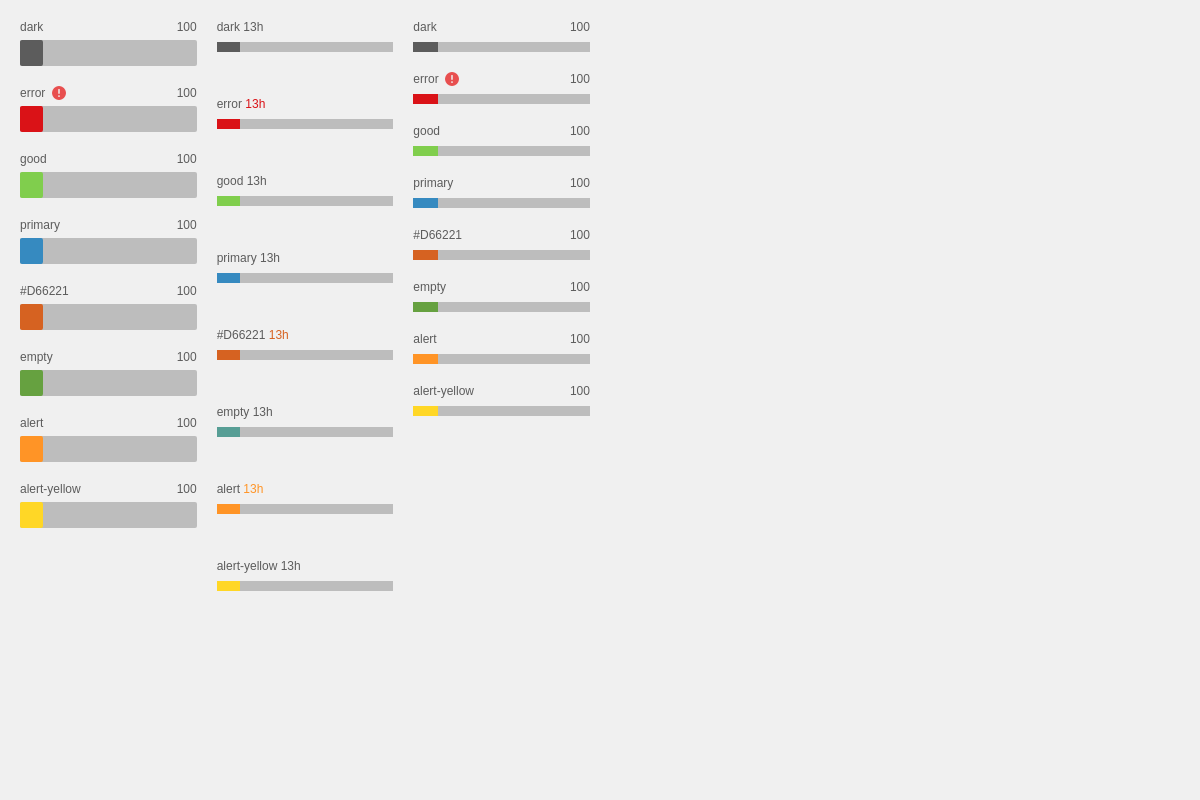 dark 100
error 100
good 100
primary 100
#D66221 100
empty 100
alert 100
alert-yellow 100
dark 13h
error 13h
good 13h
primary 13h
#D66221 13h
empty 13h
alert 13h
alert-yellow 13h
dark 100
error 100
good 100
primary 100
#D66221 100
empty 100
alert 100
alert-yellow 100